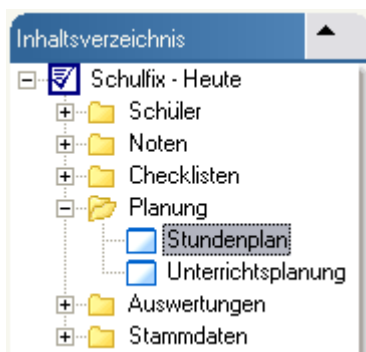 Inhaltsverzeichnis
Schulfix - Heute
Schüler
Noten
Checklisten
Planung
Stundenplan
Unterrichtsplanung
Auswertungen
Stammdaten